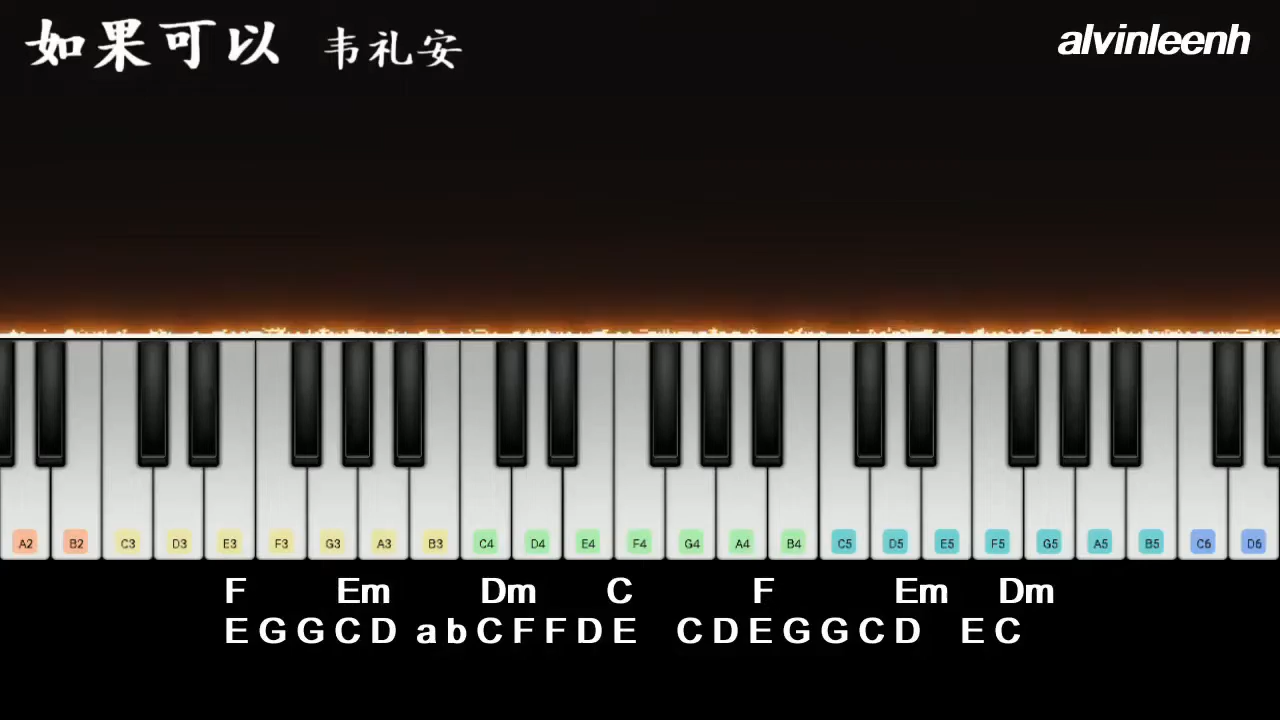 如果可以 韦礼安 alvinleenh
A2 B2 C3 D3 E3 F3 G3 A3 B3 C4 D4 E4 F4 G4 A4 B4 C5 D5 E5 F5 G5 A5 B5 C6 D6
F Em Dm C F Em Dm
E G G C D a b C F F D E C D E G G C D E C